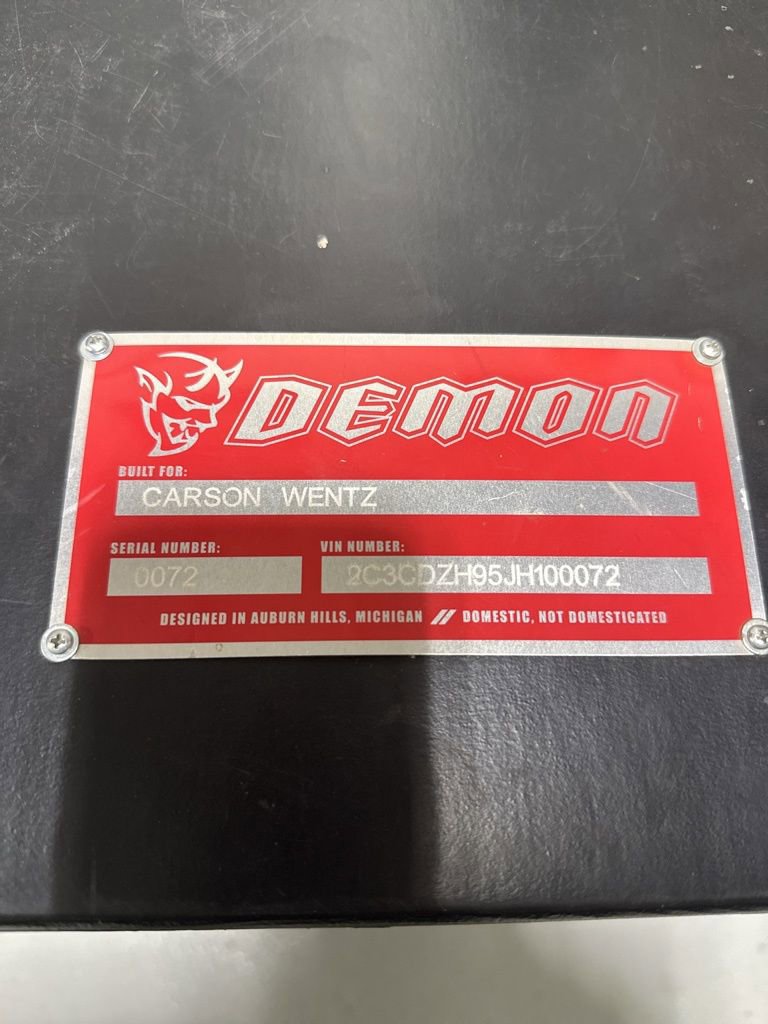 DEMON
BUILT FOR:
CARSON WENTZ
SERIAL NUMBER: VIN NUMBER:
0072 2C3CDZH95JH100072
DESIGNED IN AUBURN HILLS, MICHIGAN // DOMESTIC, NOT DOMESTICATED